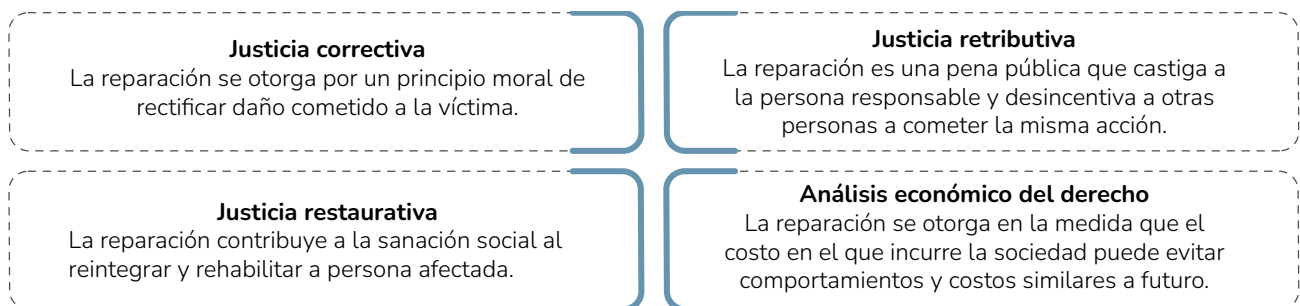 Justicia correctiva
La reparación se otorga por un principio moral de
rectificar daño cometido a la víctima.
Justicia retributiva
La reparación es una pena pública que castiga a
la persona responsable y desincentiva a otras
personas a cometer la misma acción.
Justicia restaurativa
La reparación contribuye a la sanación social al
reintegrar y rehabilitar a persona afectada.
Análisis económico del derecho
La reparación se otorga en la medida que el
costo en el que incurre la sociedad puede evitar
comportamientos y costos similares a futuro.